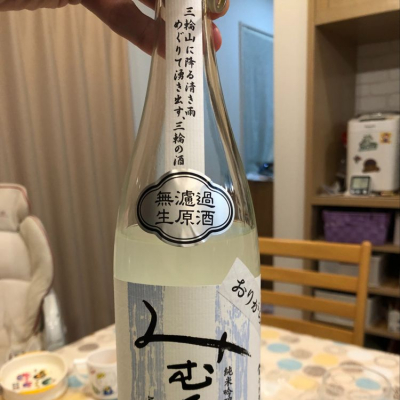 三輪山に降る清き雨
めぐりて湧き出す、三輪の酒
無濾過
生原酒
おりが
みむ
純米吟